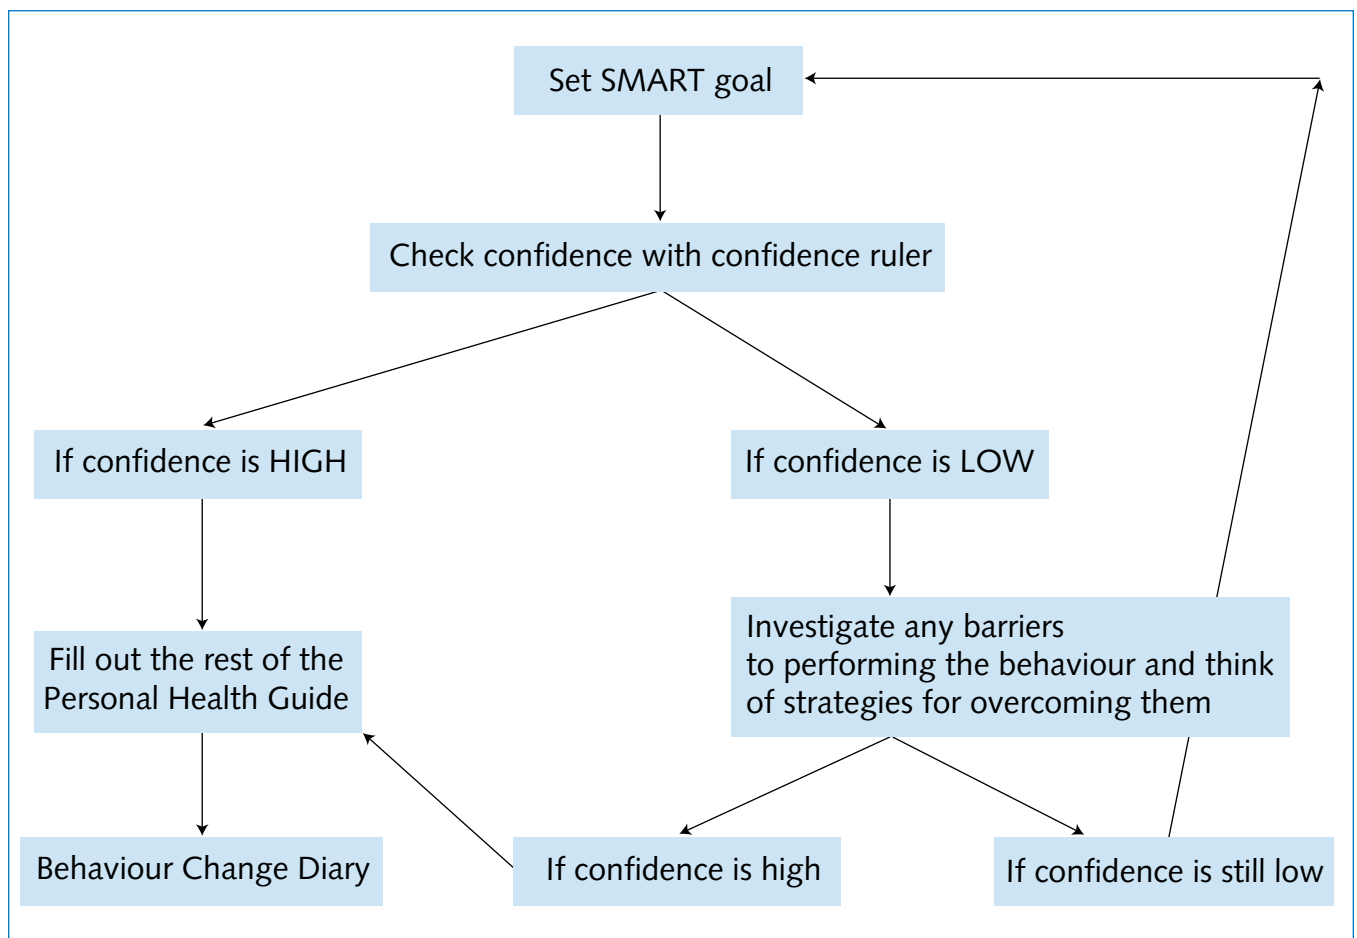 Set SMART goal
Check confidence with confidence ruler
If confidence is HIGH
If confidence is LOW
Fill out the rest of the
Personal Health Guide
Investigate any barriers
to performing the behaviour and think
of strategies for overcoming them
Behaviour Change Diary
If confidence is high
If confidence is still low